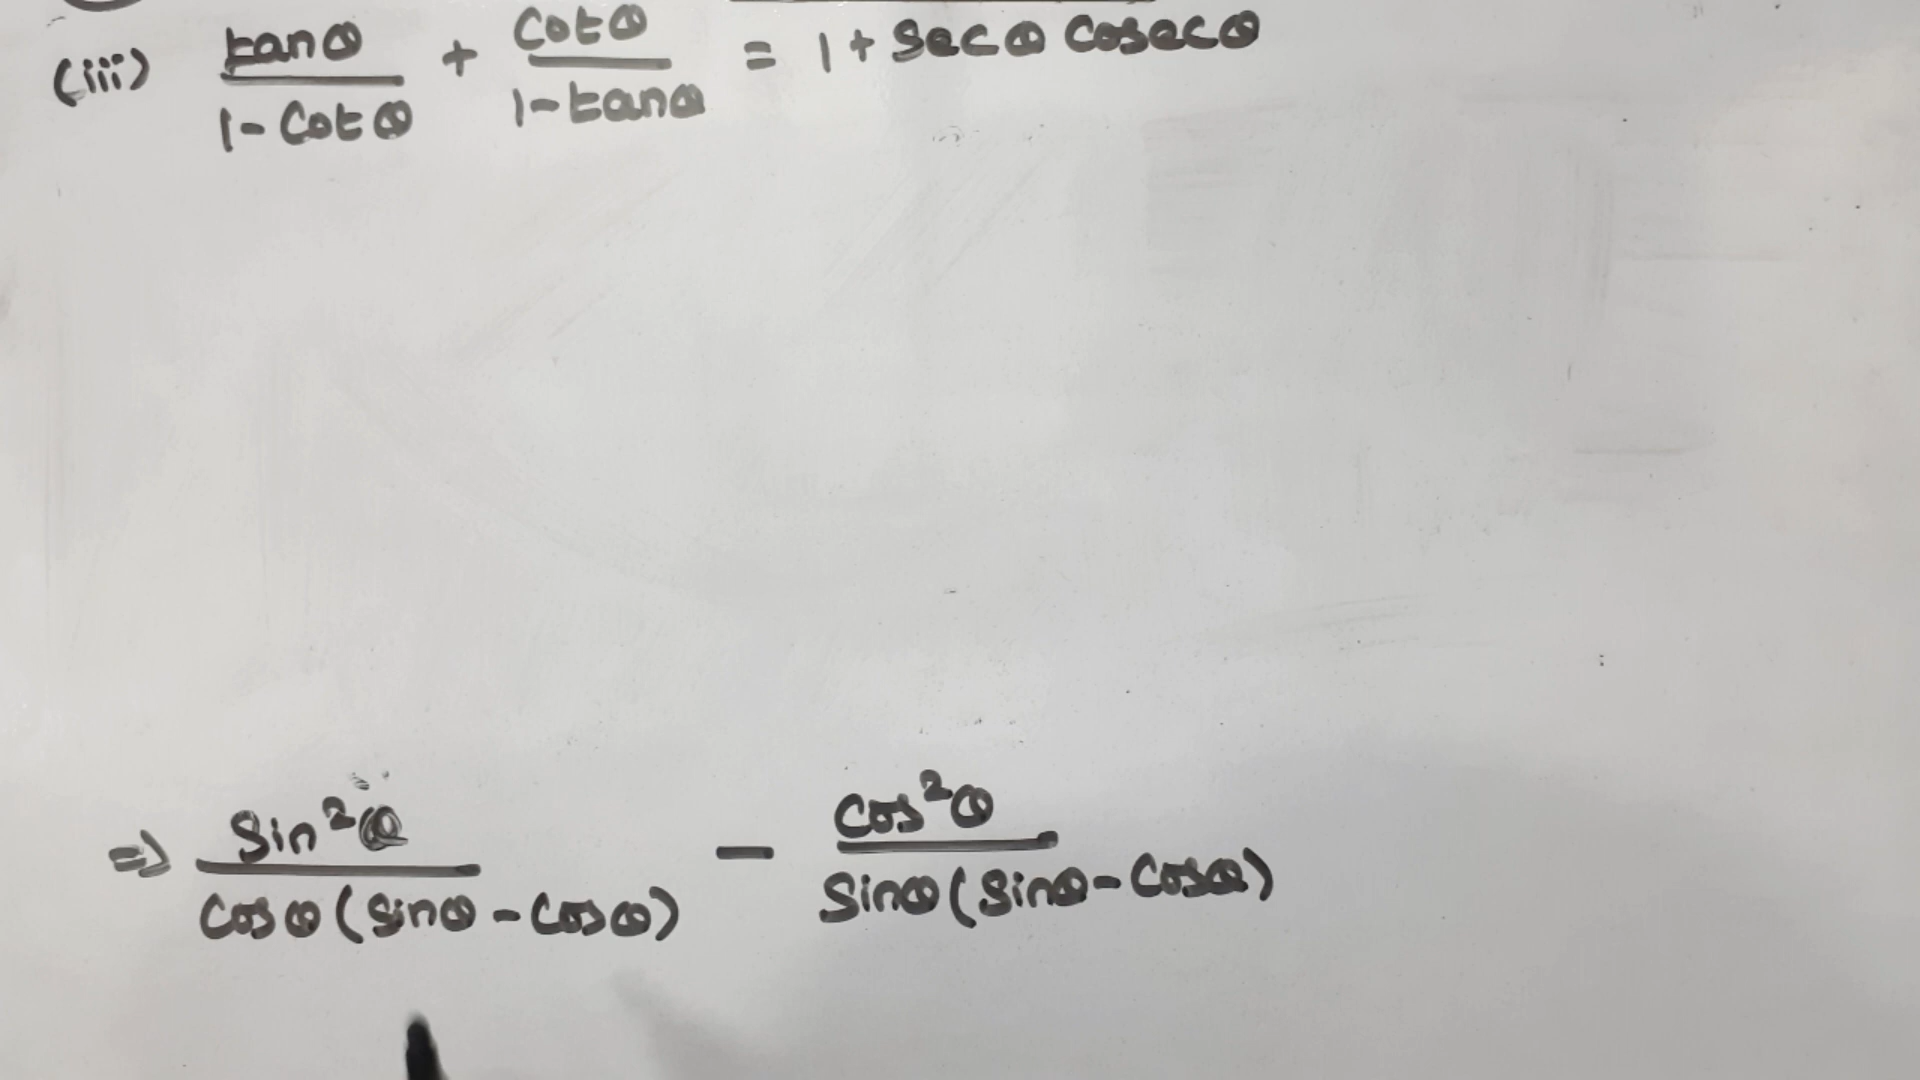 (iii) tanθ/1-Cotθ + Cotθ/1-tanθ = 1+secθ Cosecθ
=> Sin²θ/Cosθ(Sinθ-Cosθ) - Cos²θ/Sinθ(Sinθ-Cosθ)